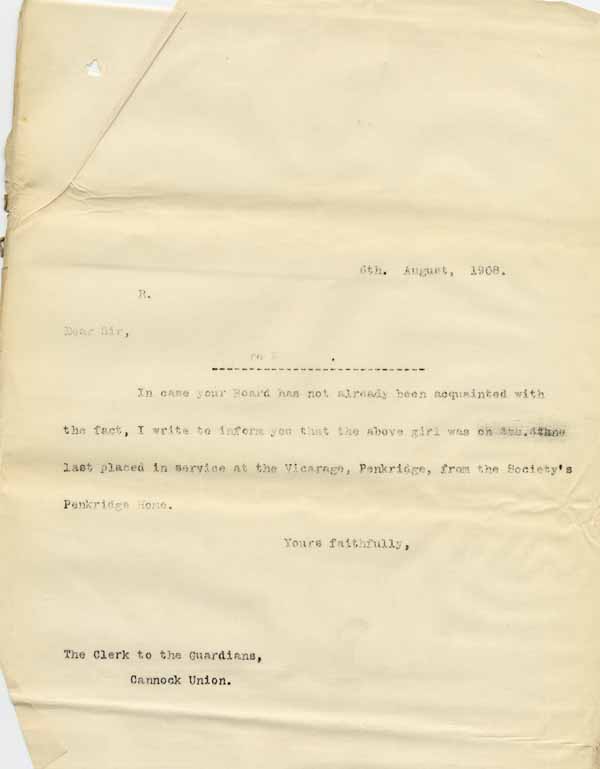 6th. August, 1908.
R.
Dear Sir,
re E
In case your Board has not already been acquainted with
the fact, I write to inform you that the above girl was on
last placed in service at the Vicarage, Penkridge, from the Society's
Penkridge Home.
Yours faithfully,
The Clerk to the Guardians,
Cannock Union.